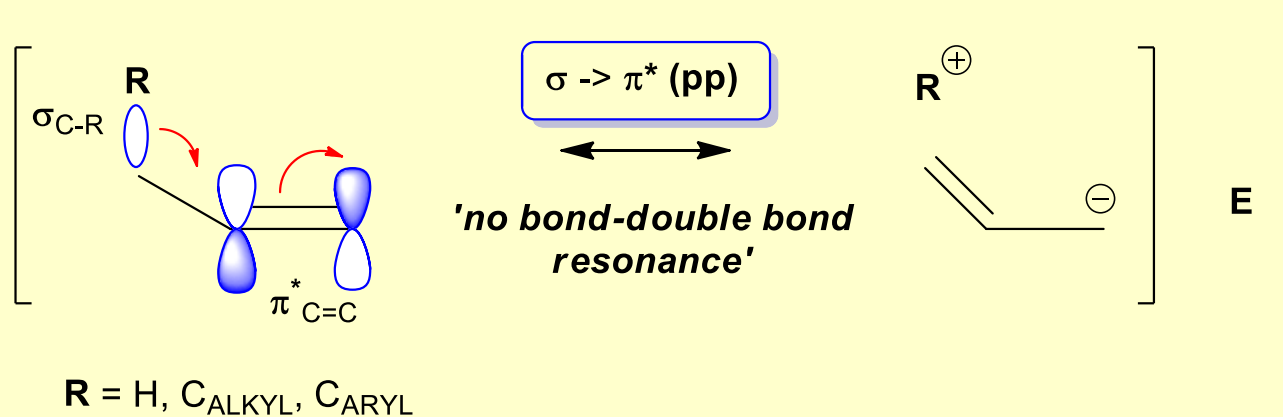 R
σC-R
σ -> π* (pp)
R⊕
'no bond-double bond
resonance'
⊖
E
π*C=C
R = H, CALKYL, CARYL